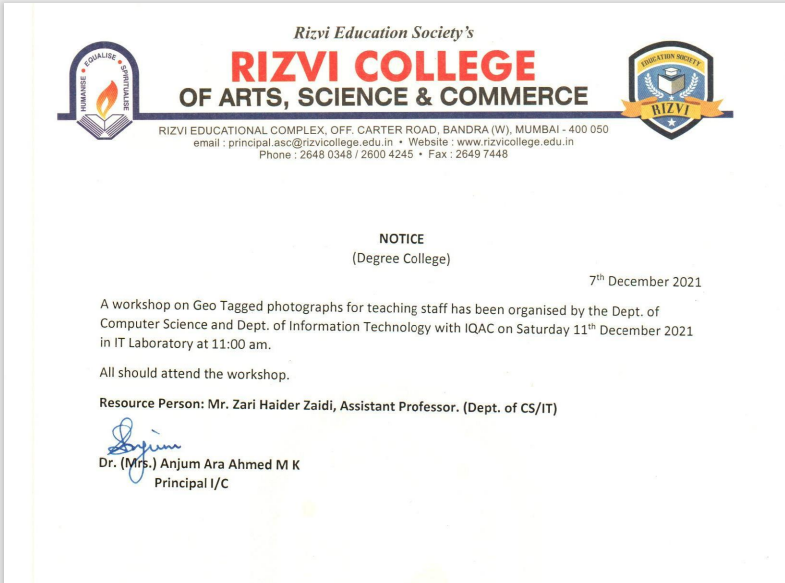 Rizvi Education Society's
RIZVI COLLEGE
OF ARTS, SCIENCE & COMMERCE
HUMANISE • EQUALISE • SPIRITUALISE
EDUCATION SOCIETY
RIZVI
RIZVI EDUCATIONAL COMPLEX, OFF. CARTER ROAD, BANDRA (W), MUMBAI - 400 050
email : principal.asc@rizvicollege.edu.in • Website : www.rizvicollege.edu.in
Phone : 2648 0348 / 2600 4245 • Fax : 2649 7448
NOTICE
(Degree College)
7th December 2021
A workshop on Geo Tagged photographs for teaching staff has been organised by the Dept. of
Computer Science and Dept. of Information Technology with IQAC on Saturday 11th December 2021
in IT Laboratory at 11:00 am.
All should attend the workshop.
Resource Person: Mr. Zari Haider Zaidi, Assistant Professor. (Dept. of CS/IT)
Anjum
Dr. (Mrs.) Anjum Ara Ahmed M K
Principal I/C